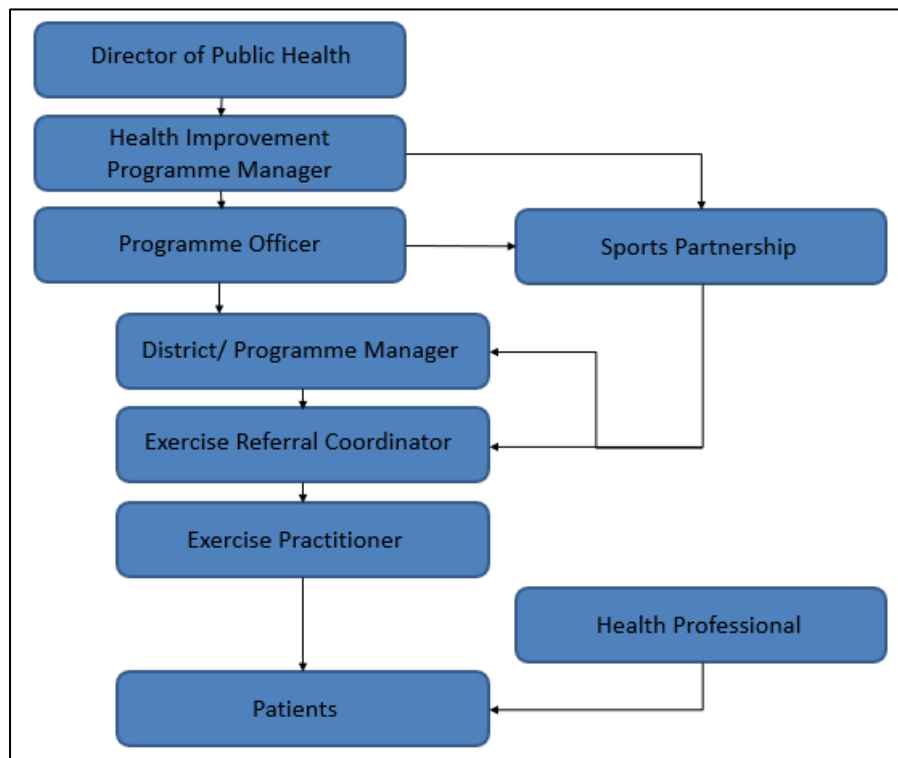 Director of Public Health
Health Improvement
Programme Manager
Programme Officer
Sports Partnership
District/ Programme Manager
Exercise Referral Coordinator
Exercise Practitioner
Health Professional
Patients